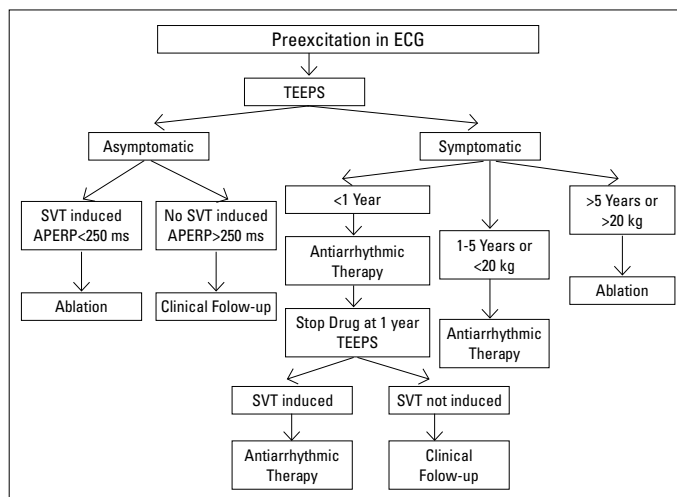 Preexcitation in ECG
TEEPS
Asymptomatic
Symptomatic
SVT induced
APERP<250 ms
No SVT induced
APERP>250 ms
<1 Year
1-5 Years or
<20 kg
>5 Years or
>20 kg
Ablation
Clinical Folow-up
Antiarrhythmic
Therapy
Antiarrhythmic
Therapy
Ablation
Stop Drug at 1 year
TEEPS
SVT induced
SVT not induced
Antiarrhythmic
Therapy
Clinical
Folow-up